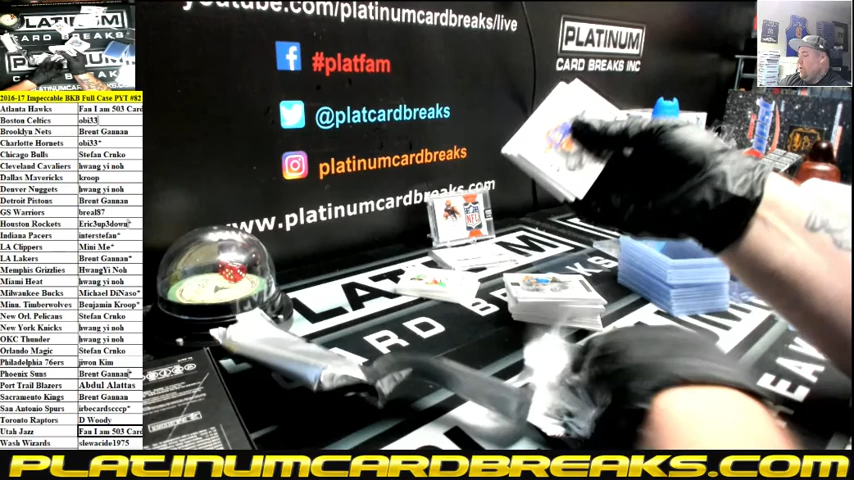 youtube.com/platinumcardbreaks/live
#platfam
@platcardbreaks
platinumcardbreaks
www.platinumcardbreaks.com
PLATINUM
CARD BREAKS INC
2016-17 Impeccable BKB Full Case PYT #82
Atlanta Hawks Fan I am 503 Card
Boston Celtics obi33
Brooklyn Nets Brent Gannan
Charlotte Hornets obi33*
Chicago Bulls Stefan Crnko
Cleveland Cavaliers hwang yi noh
Dallas Mavericks kroop
Denver Nuggets hwang yi noh
Detroit Pistons Brent Gannan
GS Warriors breal87
Houston Rockets Eric3up3down*
Indiana Pacers interstefan*
LA Clippers Mini Me*
LA Lakers Brent Gannan*
Memphis Grizzlies HwangYi Noh
Miami Heat hwang yi noh
Milwaukee Bucks Michael DiNaso*
Minn. Timberwolves Benjamin Kroop*
New Orl. Pelicans Stefan Crnko
New York Knicks hwang yi noh
OKC Thunder hwang yi noh
Orlando Magic Stefan Crnko
Philadelphia 76ers jiwon Kim
Phoenix Suns Brent Gannan*
Port Trail Blazers Abdul Alattas
Sacramento Kings Brent Gannan
San Antonio Spurs irbecardscccp*
Toronto Raptors D Woody
Utah Jazz Fan I am 503 Card
Wash Wizards slewacide1975
PLATINUM
CARD BREAKS
PLATINUMCARDBREAKS.COM